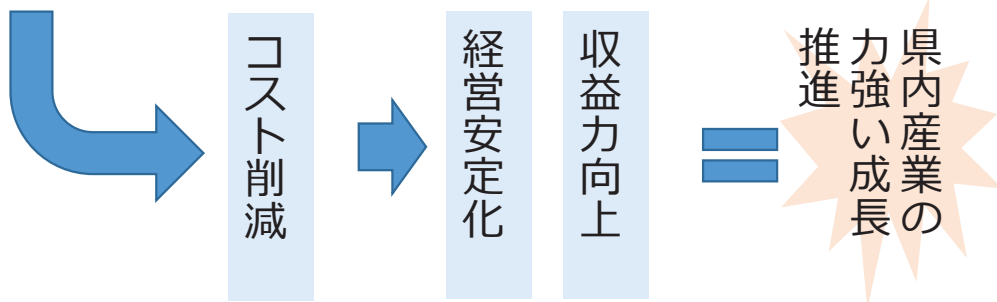 コスト削減
経営安定化
収益力向上
県内産業の
力強い成長
推進